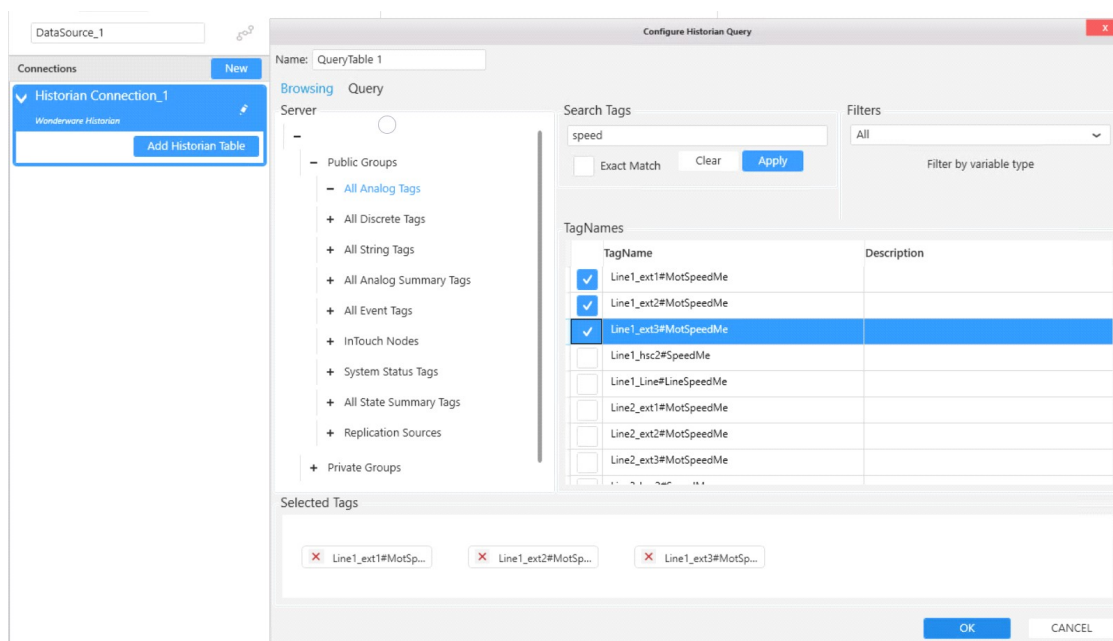 DataSource_1
Connections
New
Historian Connection_1
Wonderware Historian
Add Historian Table
Configure Historian Query
x
Name: QueryTable 1
Browsing Query
Server
Public Groups
All Analog Tags
All Discrete Tags
All String Tags
All Analog Summary Tags
All Event Tags
InTouch Nodes
System Status Tags
All State Summary Tags
Replication Sources
Private Groups
Search Tags
speed
Exact Match
Clear
Apply
Filters
All
Filter by variable type
TagNames
TagName Description
Line1_ext1#MotSpeedMe
Line1_ext2#MotSpeedMe
Line1_ext3#MotSpeedMe
Line1_hsc2#SpeedMe
Line1_Line#LineSpeedMe
Line2_ext1#MotSpeedMe
Line2_ext2#MotSpeedMe
Line2_ext3#MotSpeedMe
Selected Tags
Line1_ext1#MotSp... Line1_ext2#MotSp... Line1_ext3#MotSp...
OK CANCEL